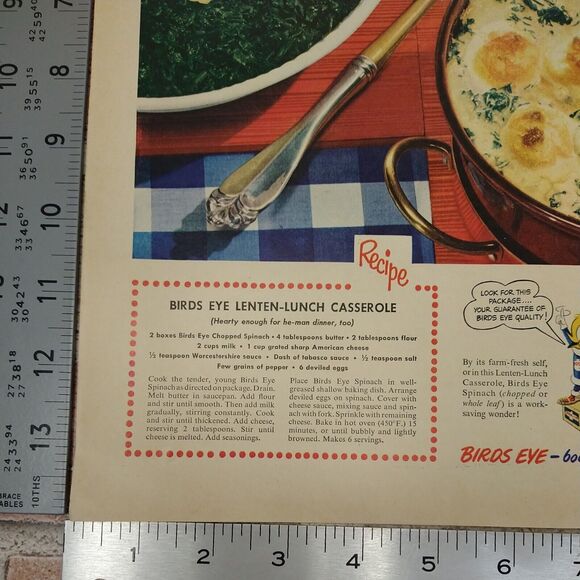 Recipe
BIRDS EYE LENTEN-LUNCH CASSEROLE
(Hearty enough for he-man dinner, too)
2 boxes Birds Eye Chopped Spinach • 4 tablespoons butter • 2 tablespoons flour
2 cups milk • 1 cup grated sharp American cheese
½ teaspoon Worcestershire sauce • Dash of tabasco sauce • ½ teaspoon salt
Few grains of pepper • 6 deviled eggs
Cook the tender, young Birds Eye
Spinach as directed on package. Drain.
Melt butter in saucepan. Add flour
and stir until smooth. Then add milk
gradually, stirring constantly. Cook
and stir until thickened. Add cheese,
reserving 2 tablespoons. Stir until
cheese is melted. Add seasonings.
Place Birds Eye Spinach in well-
greased shallow baking dish. Arrange
deviled eggs on spinach. Cover with
cheese sauce, mixing sauce and spin-
ach with fork. Sprinkle with remaining
cheese. Bake in hot oven (450°F.) 15
minutes, or until bubbly and lightly
browned. Makes 6 servings.
LOOK FOR THIS
PACKAGE....
YOUR GUARANTEE OF
BIRDS EYE QUALITY!
By its farm-fresh self,
or in this Lenten-Lunch
Casserole, Birds Eye
Spinach (chopped or
whole leaf) is a work-
saving wonder!
BIRDS EYE –
7
8
9
10
11
12
13
10
11
12
13
10THS
1
2
3
4
5
6
7